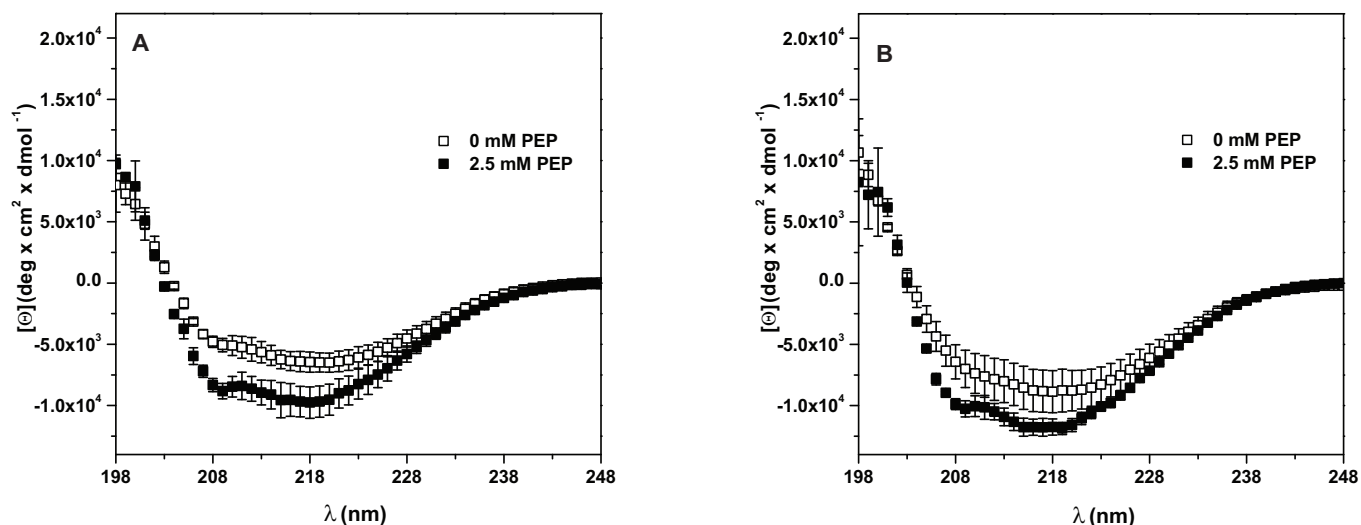 A
2.0x10⁴
1.5x10⁴
1.0x10⁴
5.0x10³
0.0
-5.0x10³
-1.0x10⁴
[Θ](deg x cm² x dmol⁻¹)
0 mM PEP
2.5 mM PEP
198 208 218 228 238 248
λ (nm)
B
2.0x10⁴
1.5x10⁴
1.0x10⁴
5.0x10³
0.0
-5.0x10³
-1.0x10⁴
[Θ](deg x cm² x dmol⁻¹)
0 mM PEP
2.5 mM PEP
198 208 218 228 238 248
λ (nm)